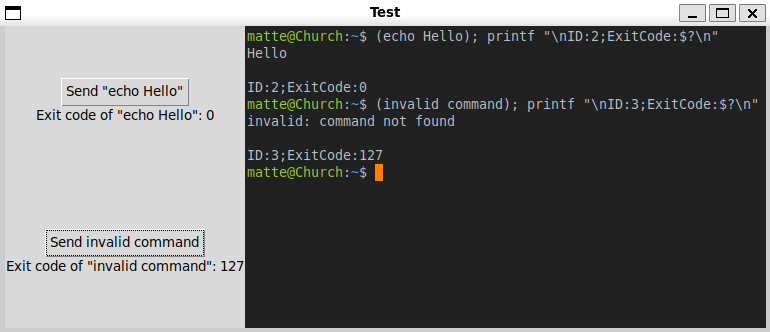 Test
Send "echo Hello"
Exit code of "echo Hello": 0
Send invalid command
Exit code of "invalid command": 127
matte@Church:~$ (echo Hello); printf "\nID:2;ExitCode:$?\n"
Hello
ID:2;ExitCode:0
matte@Church:~$ (invalid command); printf "\nID:3;ExitCode:$?\n"
invalid: command not found
ID:3;ExitCode:127
matte@Church:~$